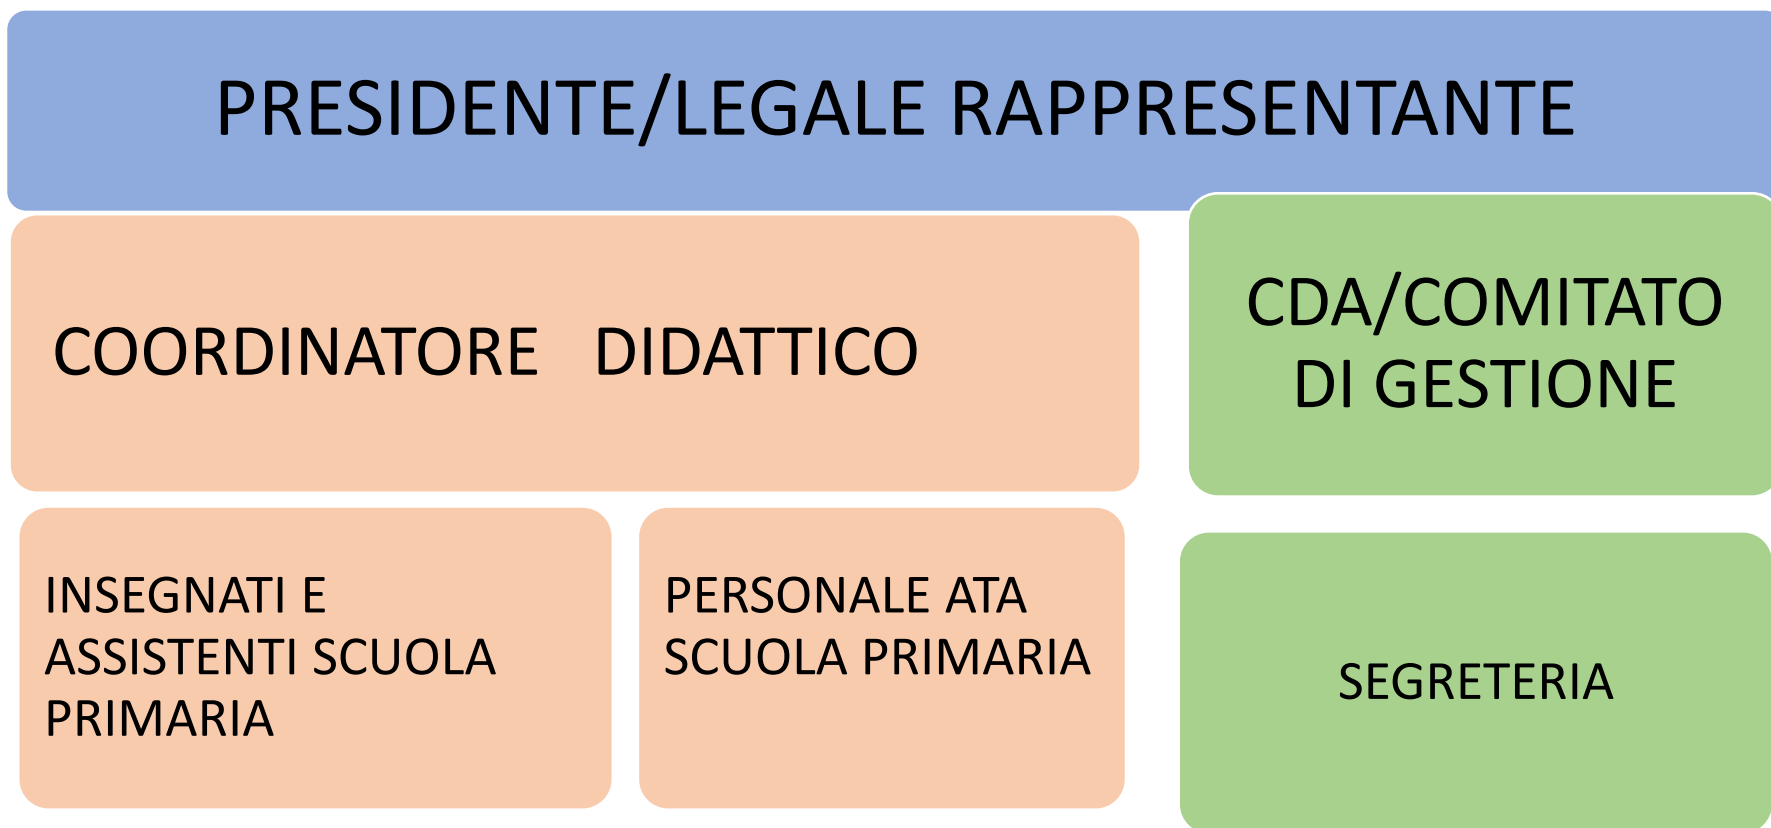 PRESIDENTE/LEGALE RAPPRESENTANTE
COORDINATORE DIDATTICO
CDA/COMITATO
DI GESTIONE
INSEGNATI E
ASSISTENTI SCUOLA
PRIMARIA
PERSONALE ATA
SCUOLA PRIMARIA
SEGRETERIA